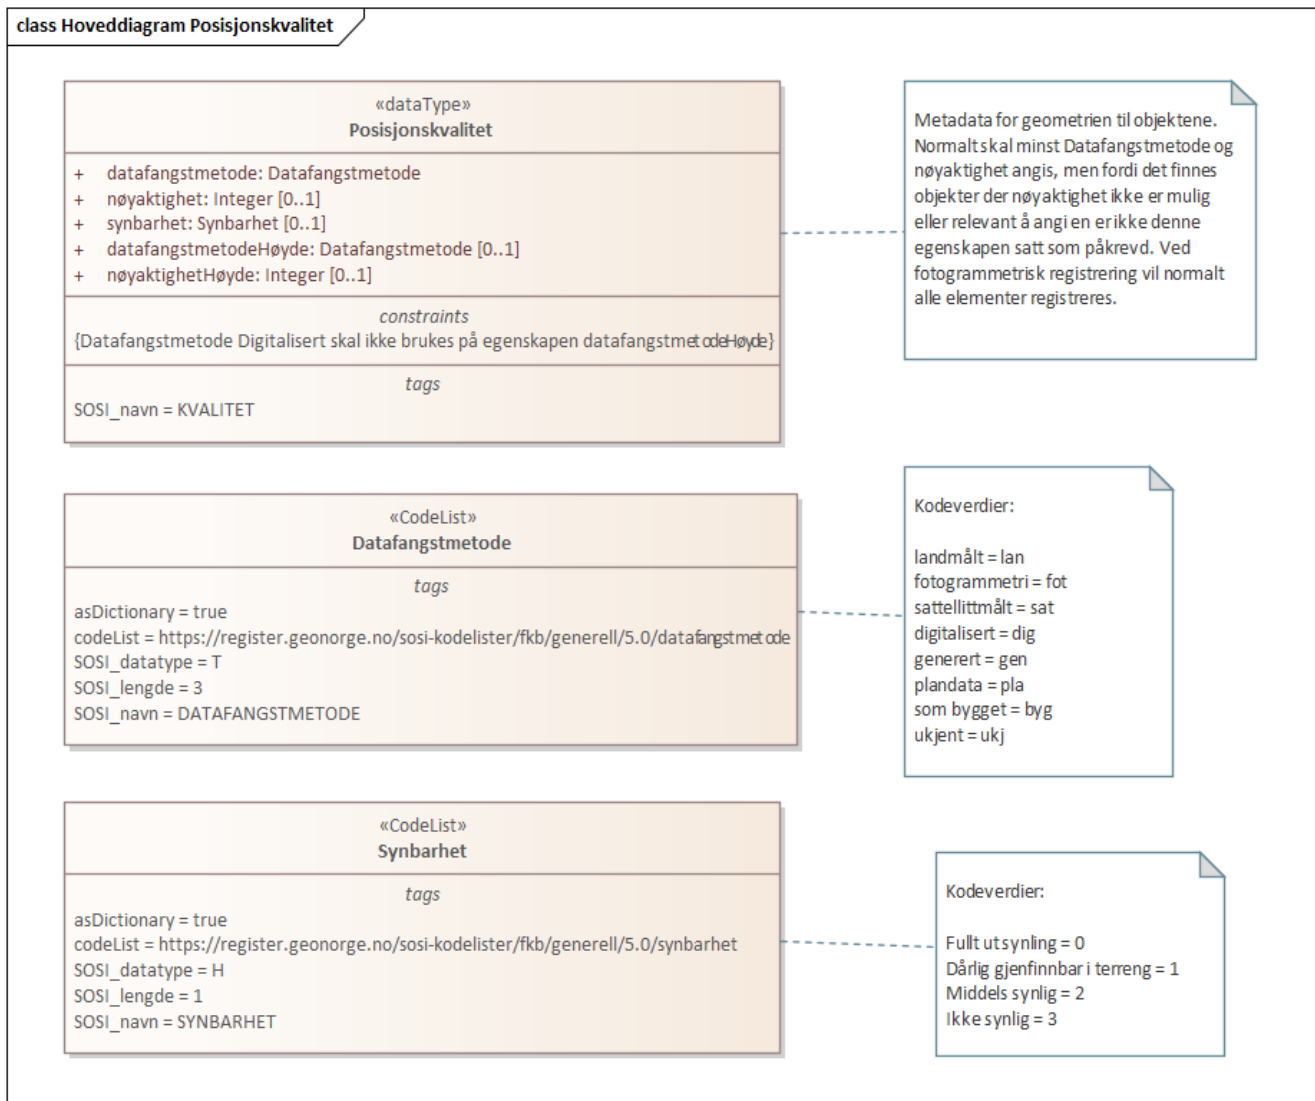 class Hoveddiagram Posisjonskvalitet
«dataType»
Posisjonskvalitet
+ datafangstmetode: Datafangstmetode
+ nøyaktighet: Integer [0..1]
+ synbarhet: Synbarhet [0..1]
+ datafangstmetodeHøyde: Datafangstmetode [0..1]
+ nøyaktighetHøyde: Integer [0..1]
constraints
{Datafangstmetode Digitalisert skal ikke brukes på egenskapen datafangstmetodeHøyde}
tags
SOSI_navn = KVALITET
Metadata for geometrien til objektene.
Normalt skal minst Datafangstmetode og
nøyaktighet angis, men fordi det finnes
objekter der nøyaktighet ikke er mulig
eller relevant å angi en er ikke denne
egenskapen satt som påkrevd. Ved
fotogrammetrisk registrering vil normalt
alle elementer registreres.
«CodeList»
Datafangstmetode
tags
asDictionary = true
codeList = https://register.geonorge.no/sosi-kodelister/fkb/generell/5.0/datafangstmetode
SOSI_datatype = T
SOSI_lengde = 3
SOSI_navn = DATAFANGSTMETODE
Kodeverdier:
landmålt = lan
fotogrammetri = fot
sattellittmålt = sat
digitalisert = dig
generert = gen
plandata = pla
som bygget = byg
ukjent = ukj
«CodeList»
Synbarhet
tags
asDictionary = true
codeList = https://register.geonorge.no/sosi-kodelister/fkb/generell/5.0/synbarhet
SOSI_datatype = H
SOSI_lengde = 1
SOSI_navn = SYNBARHET
Kodeverdier:
Fullt ut synling = 0
Dårlig gjenfinnbar i terreng = 1
Middels synlig = 2
Ikke synlig = 3